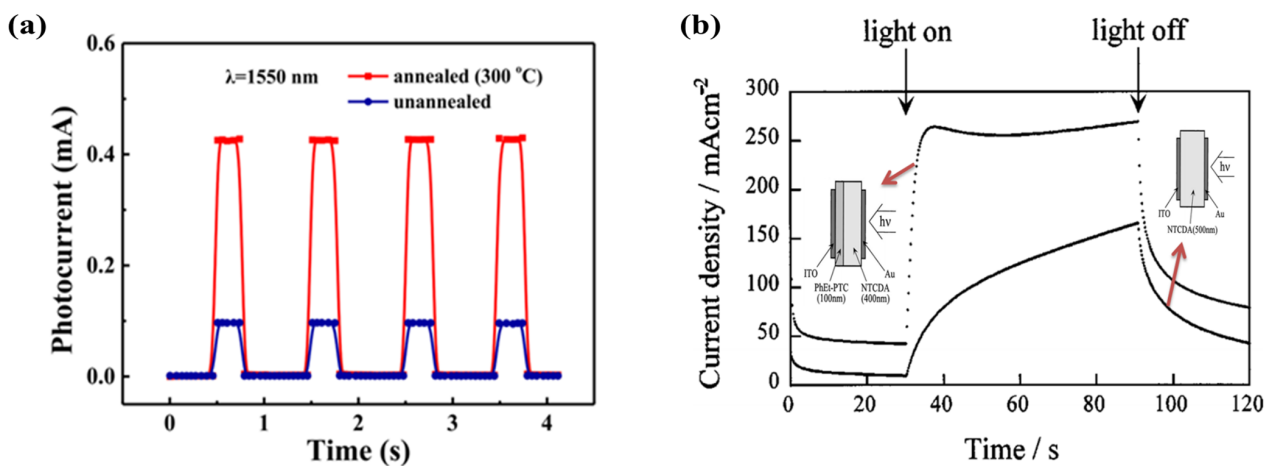 (a)
0.6
0.4
0.2
0.0
Photocurrent (mA)
λ=1550 nm
annealed (300 °C)
unannealed
0 1 2 3 4
Time (s)
(b)
light on
light off
300
250
200
150
100
50
0
Current density / mAcm⁻²
hν
ITO
PhEt-PTC
(100nm)
Au
NTCDA
(400nm)
hν
ITO
Au
NTCDA(500nm)
0 20 40 60 80 100 120
Time / s